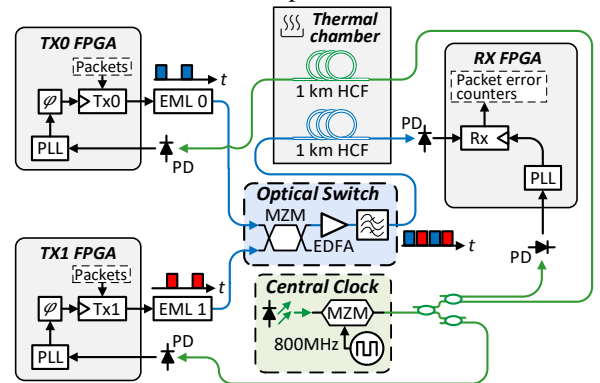 TX0 FPGA
Packets
φ
Tx0
EML 0
t
PLL
PD
Thermal
chamber
1 km HCF
1 km HCF
RX FPGA
Packet error
counters
PD
Rx
PLL
PD
Optical Switch
MZM
EDFA
t
TX1 FPGA
Packets
φ
Tx1
EML 1
t
PLL
PD
Central Clock
MZM
800MHz